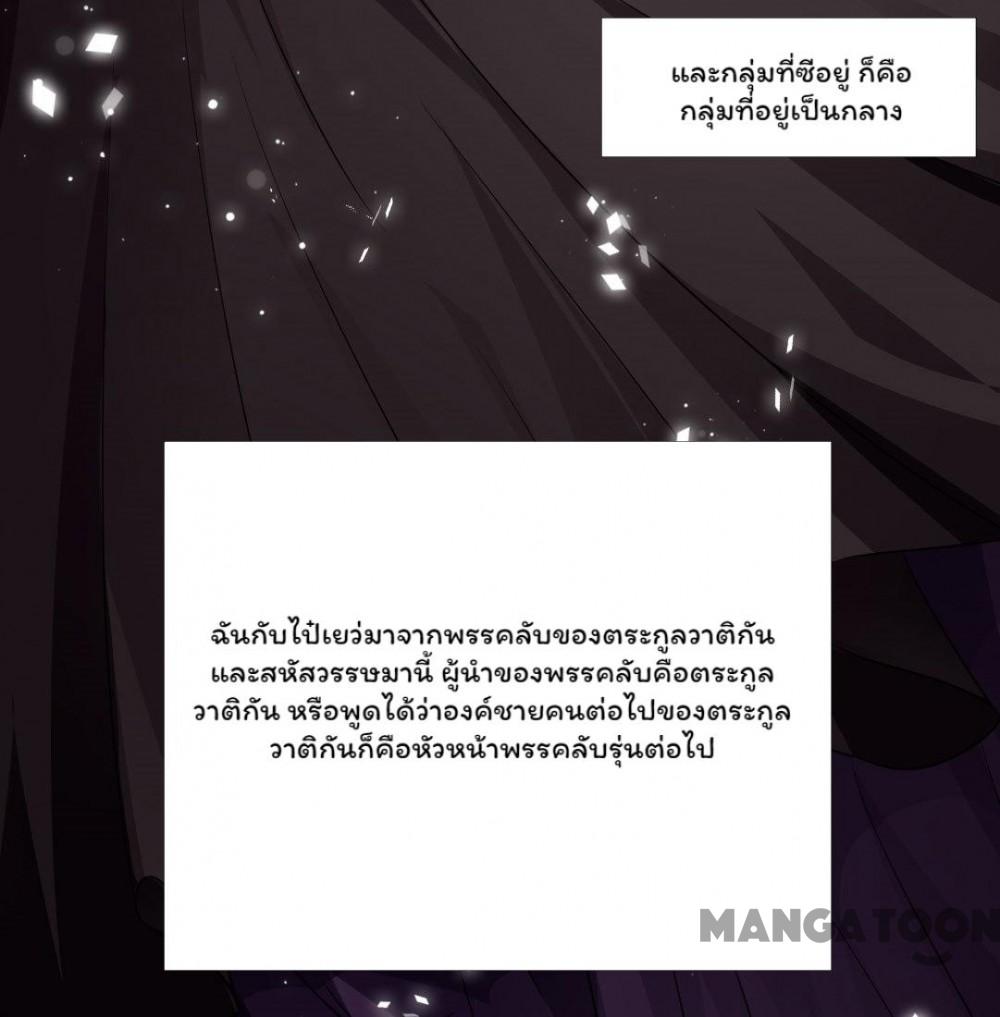 และกลุ่มที่ซีอยู่ ก็คือ
กลุ่มที่อยู่เป็นกลาง
ฉันกับไป๋เยว่มาจากพรรคลับของตระกูลวาติกัน
และสหัสวรรษมานี้ ผู้นำของพรรคลับคือตระกูล
วาติกัน หรือพูดได้ว่าองค์ชายคนต่อไปของตระกูล
วาติกันก็คือหัวหน้าพรรคลับรุ่นต่อไป
MANGATOON